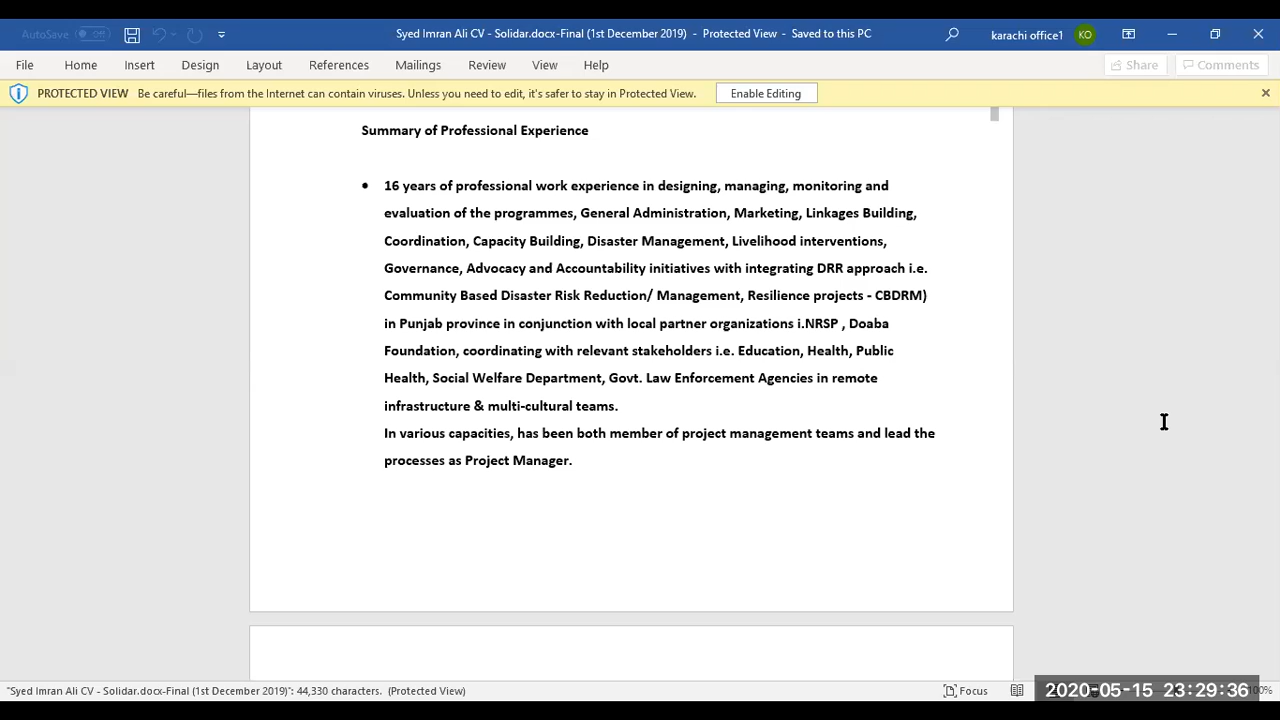 AutoSave Off
Syed Imran Ali CV - Solidar.docx-Final (1st December 2019) - Protected View - Saved to this PC
karachi office1 KO
File Home Insert Design Layout References Mailings Review View Help Share Comments
PROTECTED VIEW Be careful—files from the Internet can contain viruses. Unless you need to edit, it's safer to stay in Protected View. Enable Editing
Summary of Professional Experience
• 16 years of professional work experience in designing, managing, monitoring and
evaluation of the programmes, General Administration, Marketing, Linkages Building,
Coordination, Capacity Building, Disaster Management, Livelihood interventions,
Governance, Advocacy and Accountability initiatives with integrating DRR approach i.e.
Community Based Disaster Risk Reduction/ Management, Resilience projects - CBDRM)
in Punjab province in conjunction with local partner organizations i.NRSP , Doaba
Foundation, coordinating with relevant stakeholders i.e. Education, Health, Public
Health, Social Welfare Department, Govt. Law Enforcement Agencies in remote
infrastructure & multi-cultural teams.
In various capacities, has been both member of project management teams and lead the
processes as Project Manager.
"Syed Imran Ali CV - Solidar.docx-Final (1st December 2019)": 44,330 characters. (Protected View)
Focus
2020-05-15 23:29:36
100%